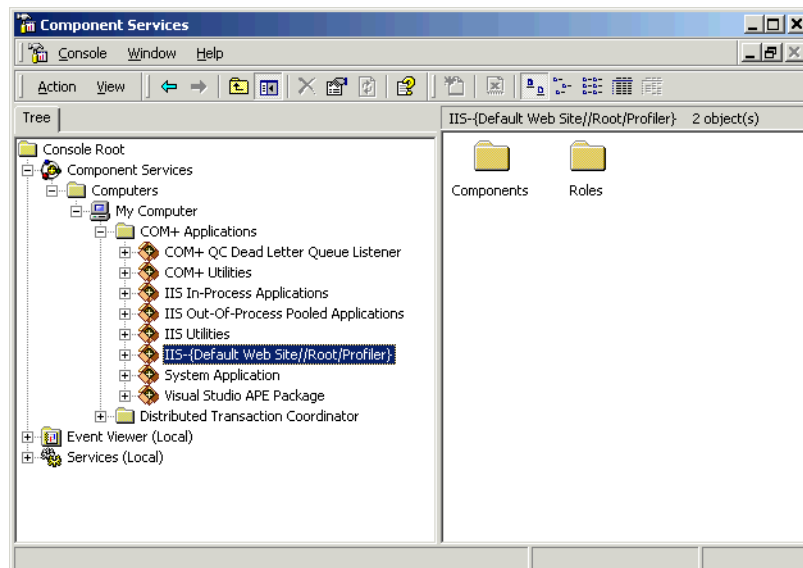 Component Services
Console Window Help
Action View
Tree
IIS-{Default Web Site//Root/Profiler} 2 object(s)
Console Root
Component Services
Computers
My Computer
COM+ Applications
COM+ QC Dead Letter Queue Listener
COM+ Utilities
IIS In-Process Applications
IIS Out-Of-Process Pooled Applications
IIS Utilities
IIS-{Default Web Site//Root/Profiler}
System Application
Visual Studio APE Package
Distributed Transaction Coordinator
Event Viewer (Local)
Services (Local)
Components Roles